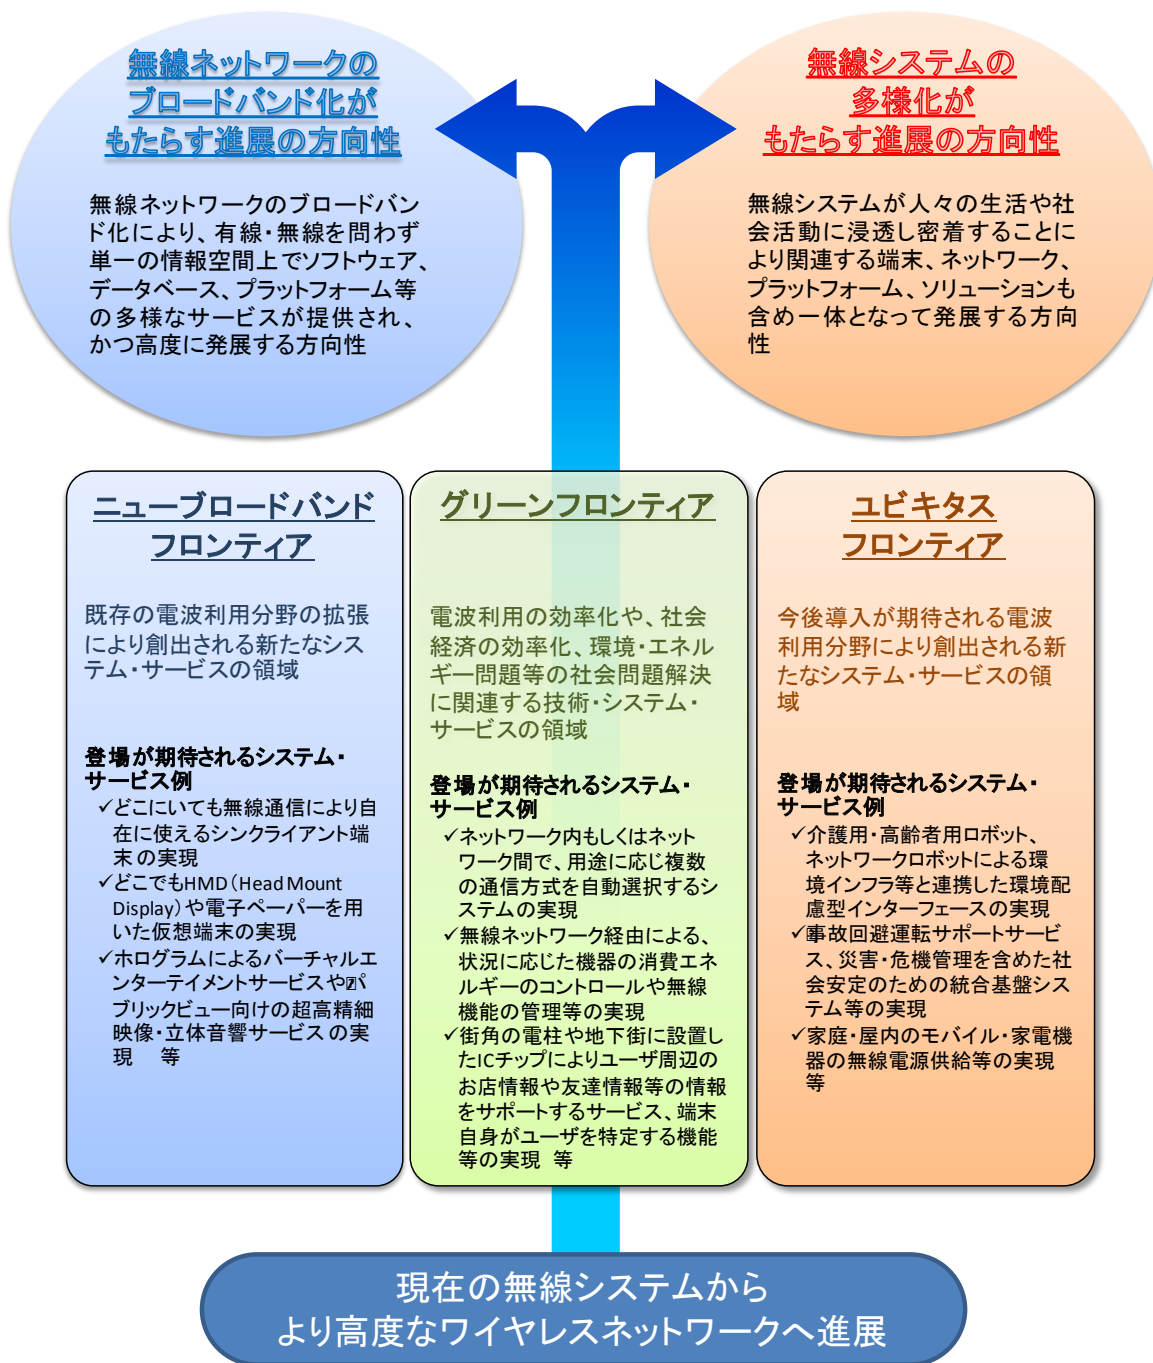 無線ネットワークの
ブロードバンド化が
もたらす進展の方向性
無線ネットワークのブロードバン
ド化により、有線・無線を問わず
単一の情報空間上でソフトウェア、
データベース、プラットフォーム等
の多様なサービスが提供され、
かつ高度に発展する方向性
無線システムの
多様化が
もたらす進展の方向性
無線システムが人々の生活や社
会活動に浸透し密着することに
より関連する端末、ネットワーク、
プラットフォーム、ソリューションも
含め一体となって発展する方向
性
ニューブロードバンド
フロンティア
既存の電波利用分野の拡張
により創出される新たなシス
テム・サービスの領域
登場が期待されるシステム・
サービス例
✓どこにいても無線通信により自
在に使えるシンクライアント端
末の実現
✓どこでもHMD（Head Mount
Display）や電子ペーパーを用
いた仮想端末の実現
✓ホログラムによるバーチャルエ
ンターテイメントサービスやパ
ブリックビュー向けの超高精細
映像・立体音響サービスの実
現　等
グリーンフロンティア
電波利用の効率化や、社会
経済の効率化、環境・エネル
ギー問題等の社会問題解決
に関連する技術・システム・
サービスの領域
登場が期待されるシステム・
サービス例
✓ネットワーク内もしくはネット
ワーク間で、用途に応じ複数
の通信方式を自動選択するシ
ステムの実現
✓無線ネットワーク経由による、
状況に応じた機器の消費エネ
ルギーのコントロールや無線
機能の管理等の実現
✓街角の電柱や地下街に設置し
たICチップによりユーザ周辺の
お店情報や友達情報等の情報
をサポートするサービス、端末
自身がユーザを特定する機能
等の実現　等
ユビキタス
フロンティア
今後導入が期待される電波
利用分野により創出される新
たなシステム・サービスの領
域
登場が期待されるシステム・
サービス例
✓介護用・高齢者用ロボット、
ネットワークロボットによる環
境インフラ等と連携した環境配
慮型インターフェースの実現
✓事故回避運転サポートサービ
ス、災害・危機管理を含めた社
会安定のための統合基盤シス
テム等の実現
✓家庭・屋内のモバイル・家電機
器の無線電源供給等の実現
等
現在の無線システムから
より高度なワイヤレスネットワークへ進展